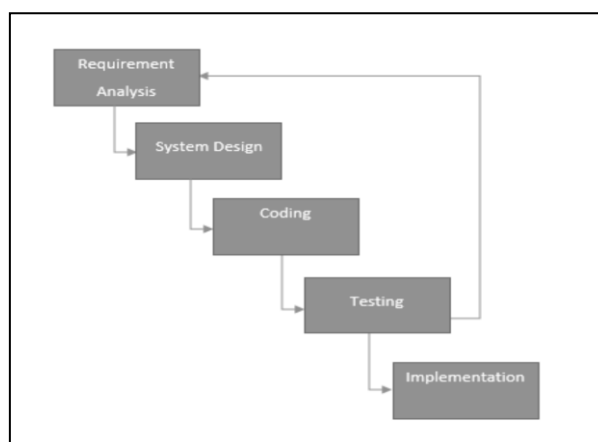 Requirement
Analysis
System Design
Coding
Testing
Implementation